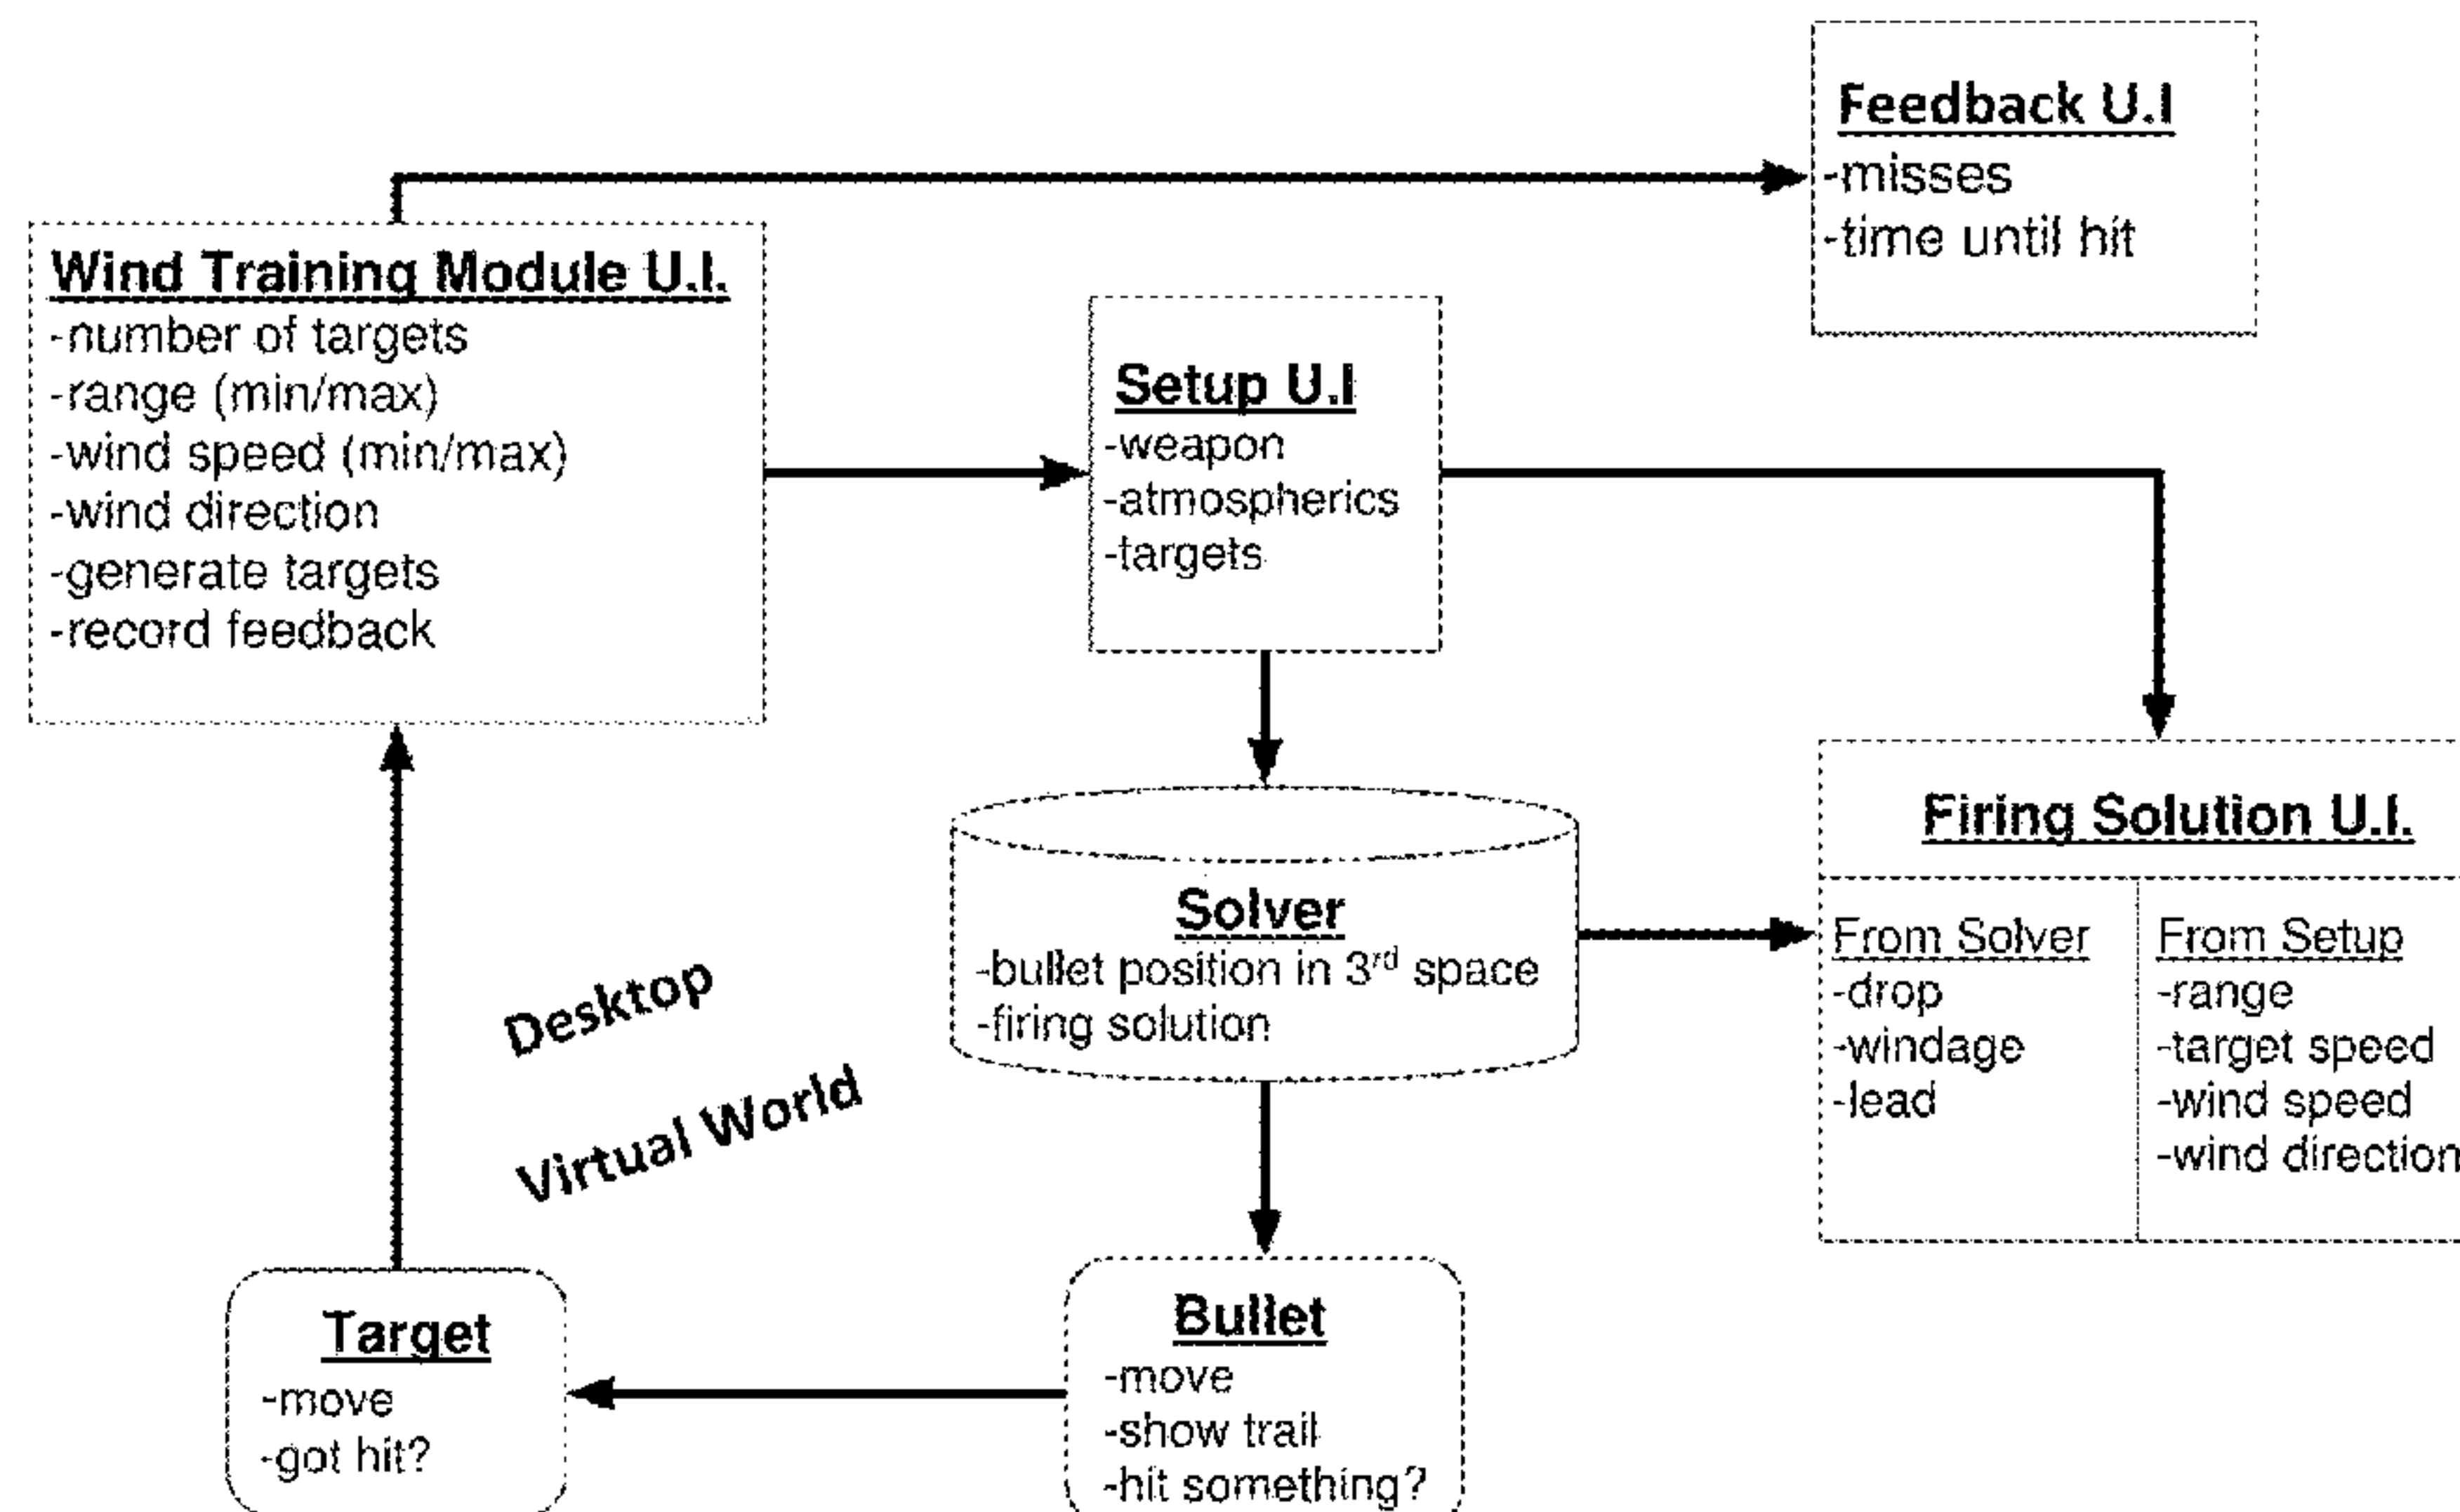 Feedback U.I
-misses
-time until hit
Wind Training Module U.I.
-number of targets
-range (min/max)
-wind speed (min/max)
-wind direction
-generate targets
-record feedback
Setup U.I
-weapon
-atmospherics
-targets
Firing Solution U.I.
From Solver
-drop
-windage
-lead
From Setup
-range
-target speed
-wind speed
-wind direction
Solver
-bullet position in 3rd space
-firing solution
Desktop
Virtual World
Target
-move
-got hit?
Bullet
-move
-show trail
-hit something?